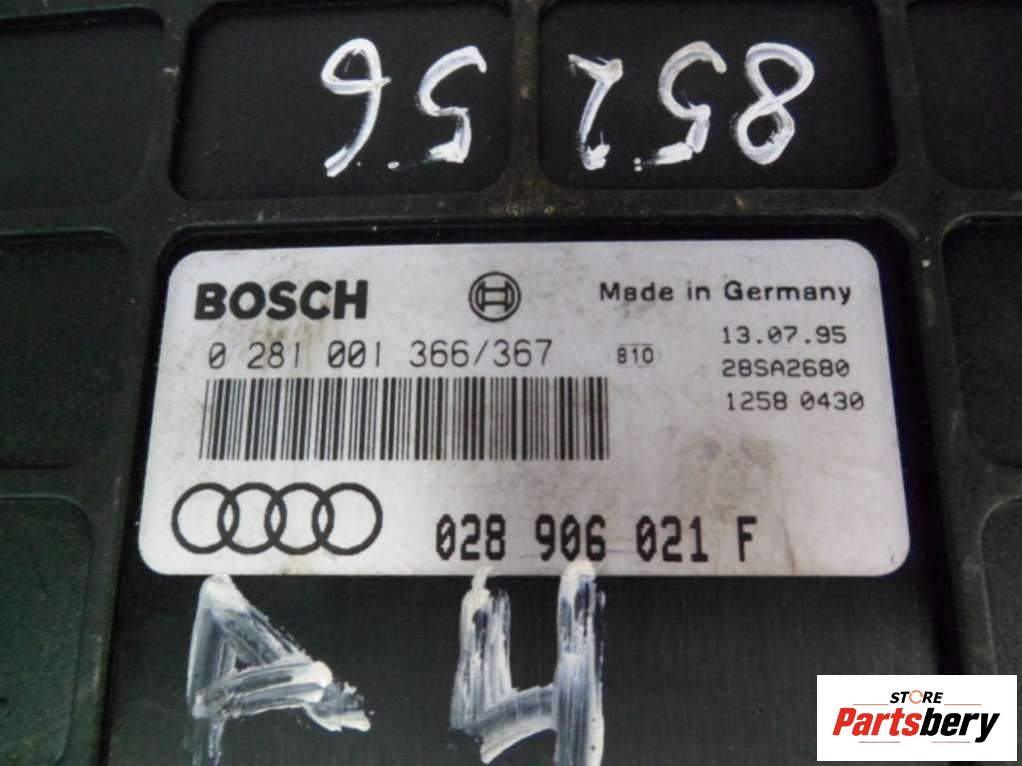 BOSCH
Made in Germany
0 281 001 366/367
810
13.07.95
28SA2680
1258 0430
028 906 021 F
A4
STORE
Partsbery